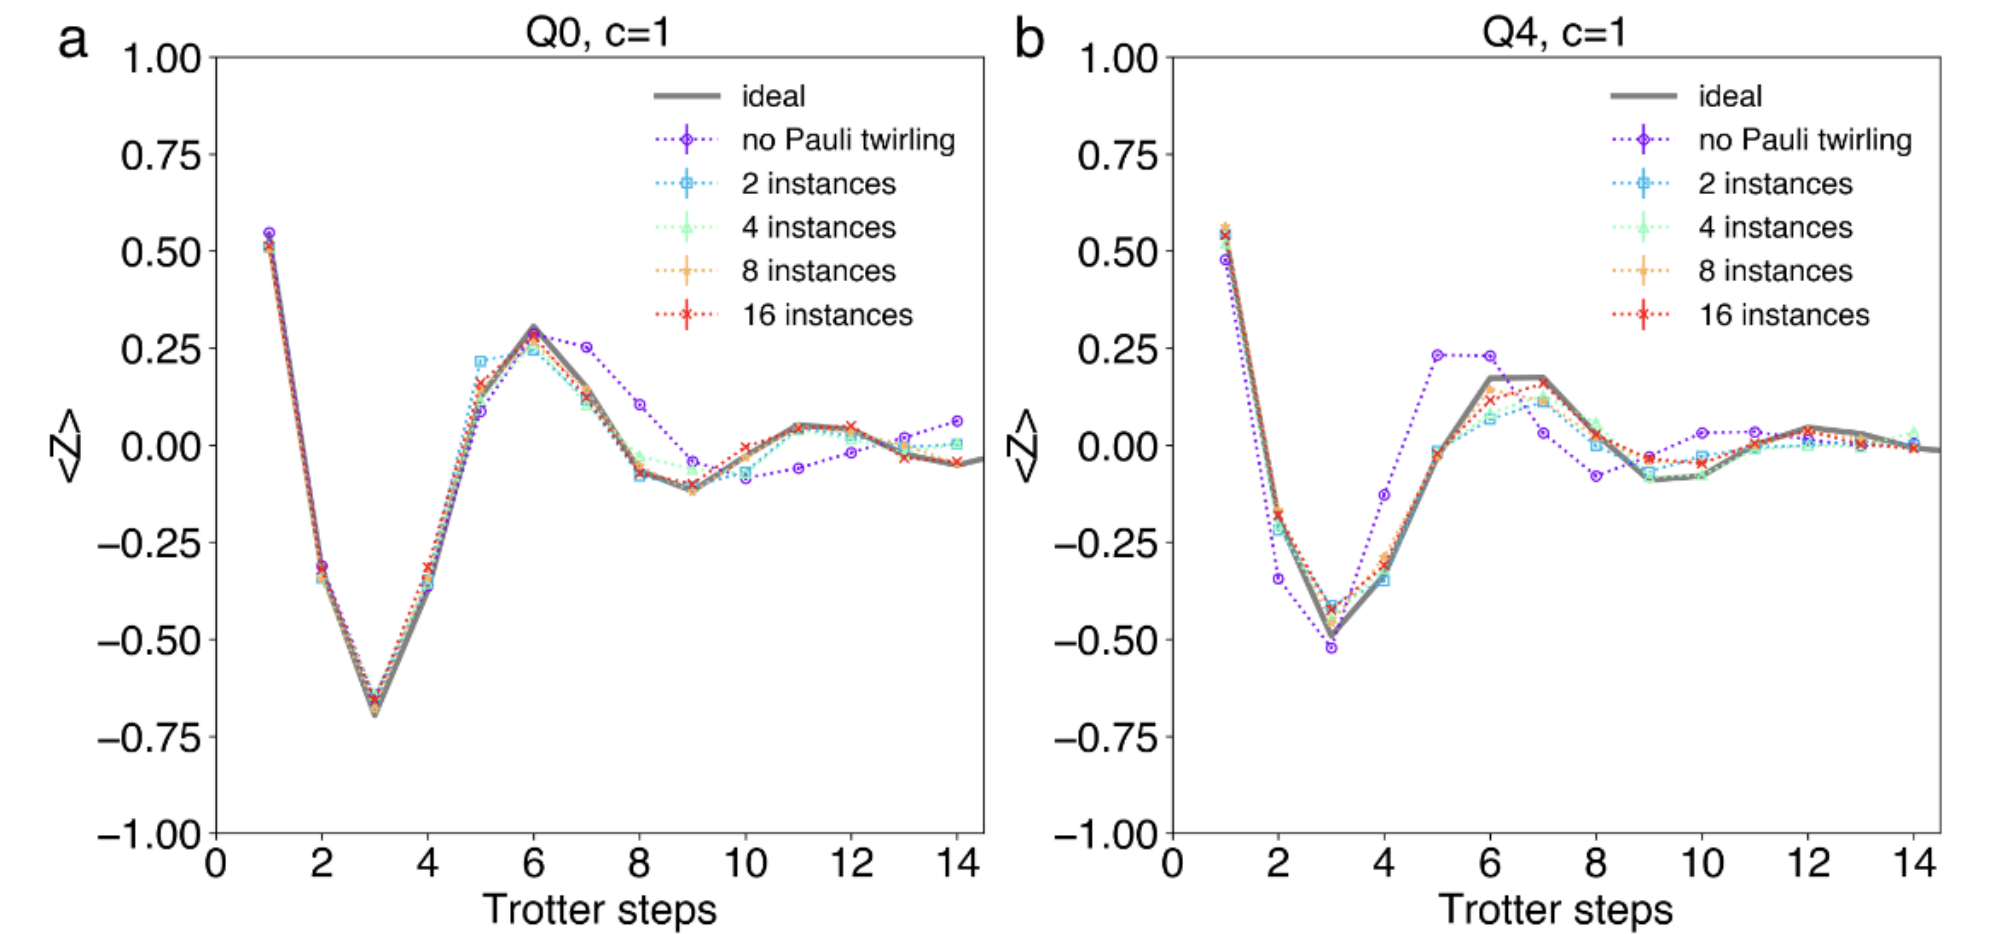 a
Q0, c=1
1.00
0.75
0.50
0.25
0.00
−0.25
−0.50
−0.75
−1.00
<Z>
ideal
no Pauli twirling
2 instances
4 instances
8 instances
16 instances
0 2 4 6 8 10 12 14
Trotter steps
b
Q4, c=1
1.00
0.75
0.50
0.25
0.00
−0.25
−0.50
−0.75
−1.00
<Z>
ideal
no Pauli twirling
2 instances
4 instances
8 instances
16 instances
0 2 4 6 8 10 12 14
Trotter steps